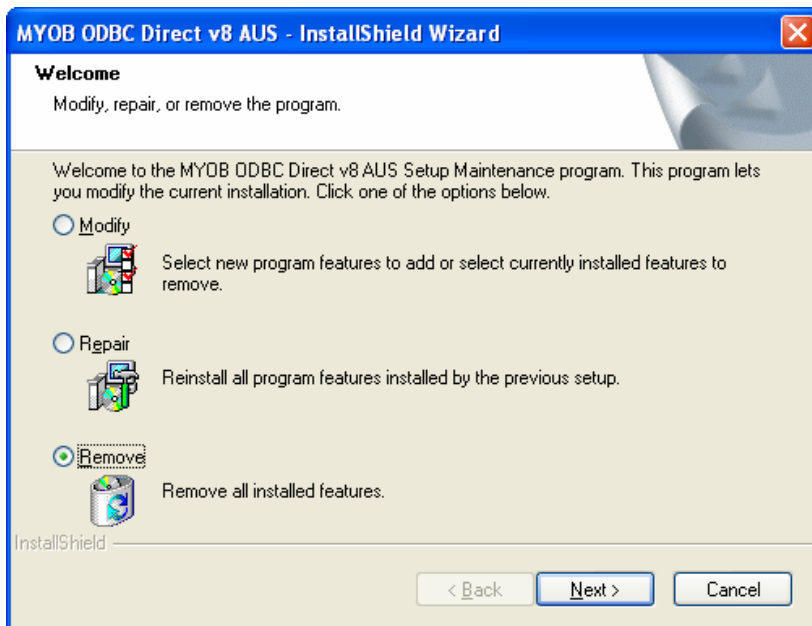 MYOB ODBC Direct v8 AUS - InstallShield Wizard
Welcome
Modify, repair, or remove the program.
Welcome to the MYOB ODBC Direct v8 AUS Setup Maintenance program. This program lets
you modify the current installation. Click one of the options below.
Modify
Select new program features to add or select currently installed features to
remove.
Repair
Reinstall all program features installed by the previous setup.
Remove
Remove all installed features.
InstallShield
< Back
Next >
Cancel